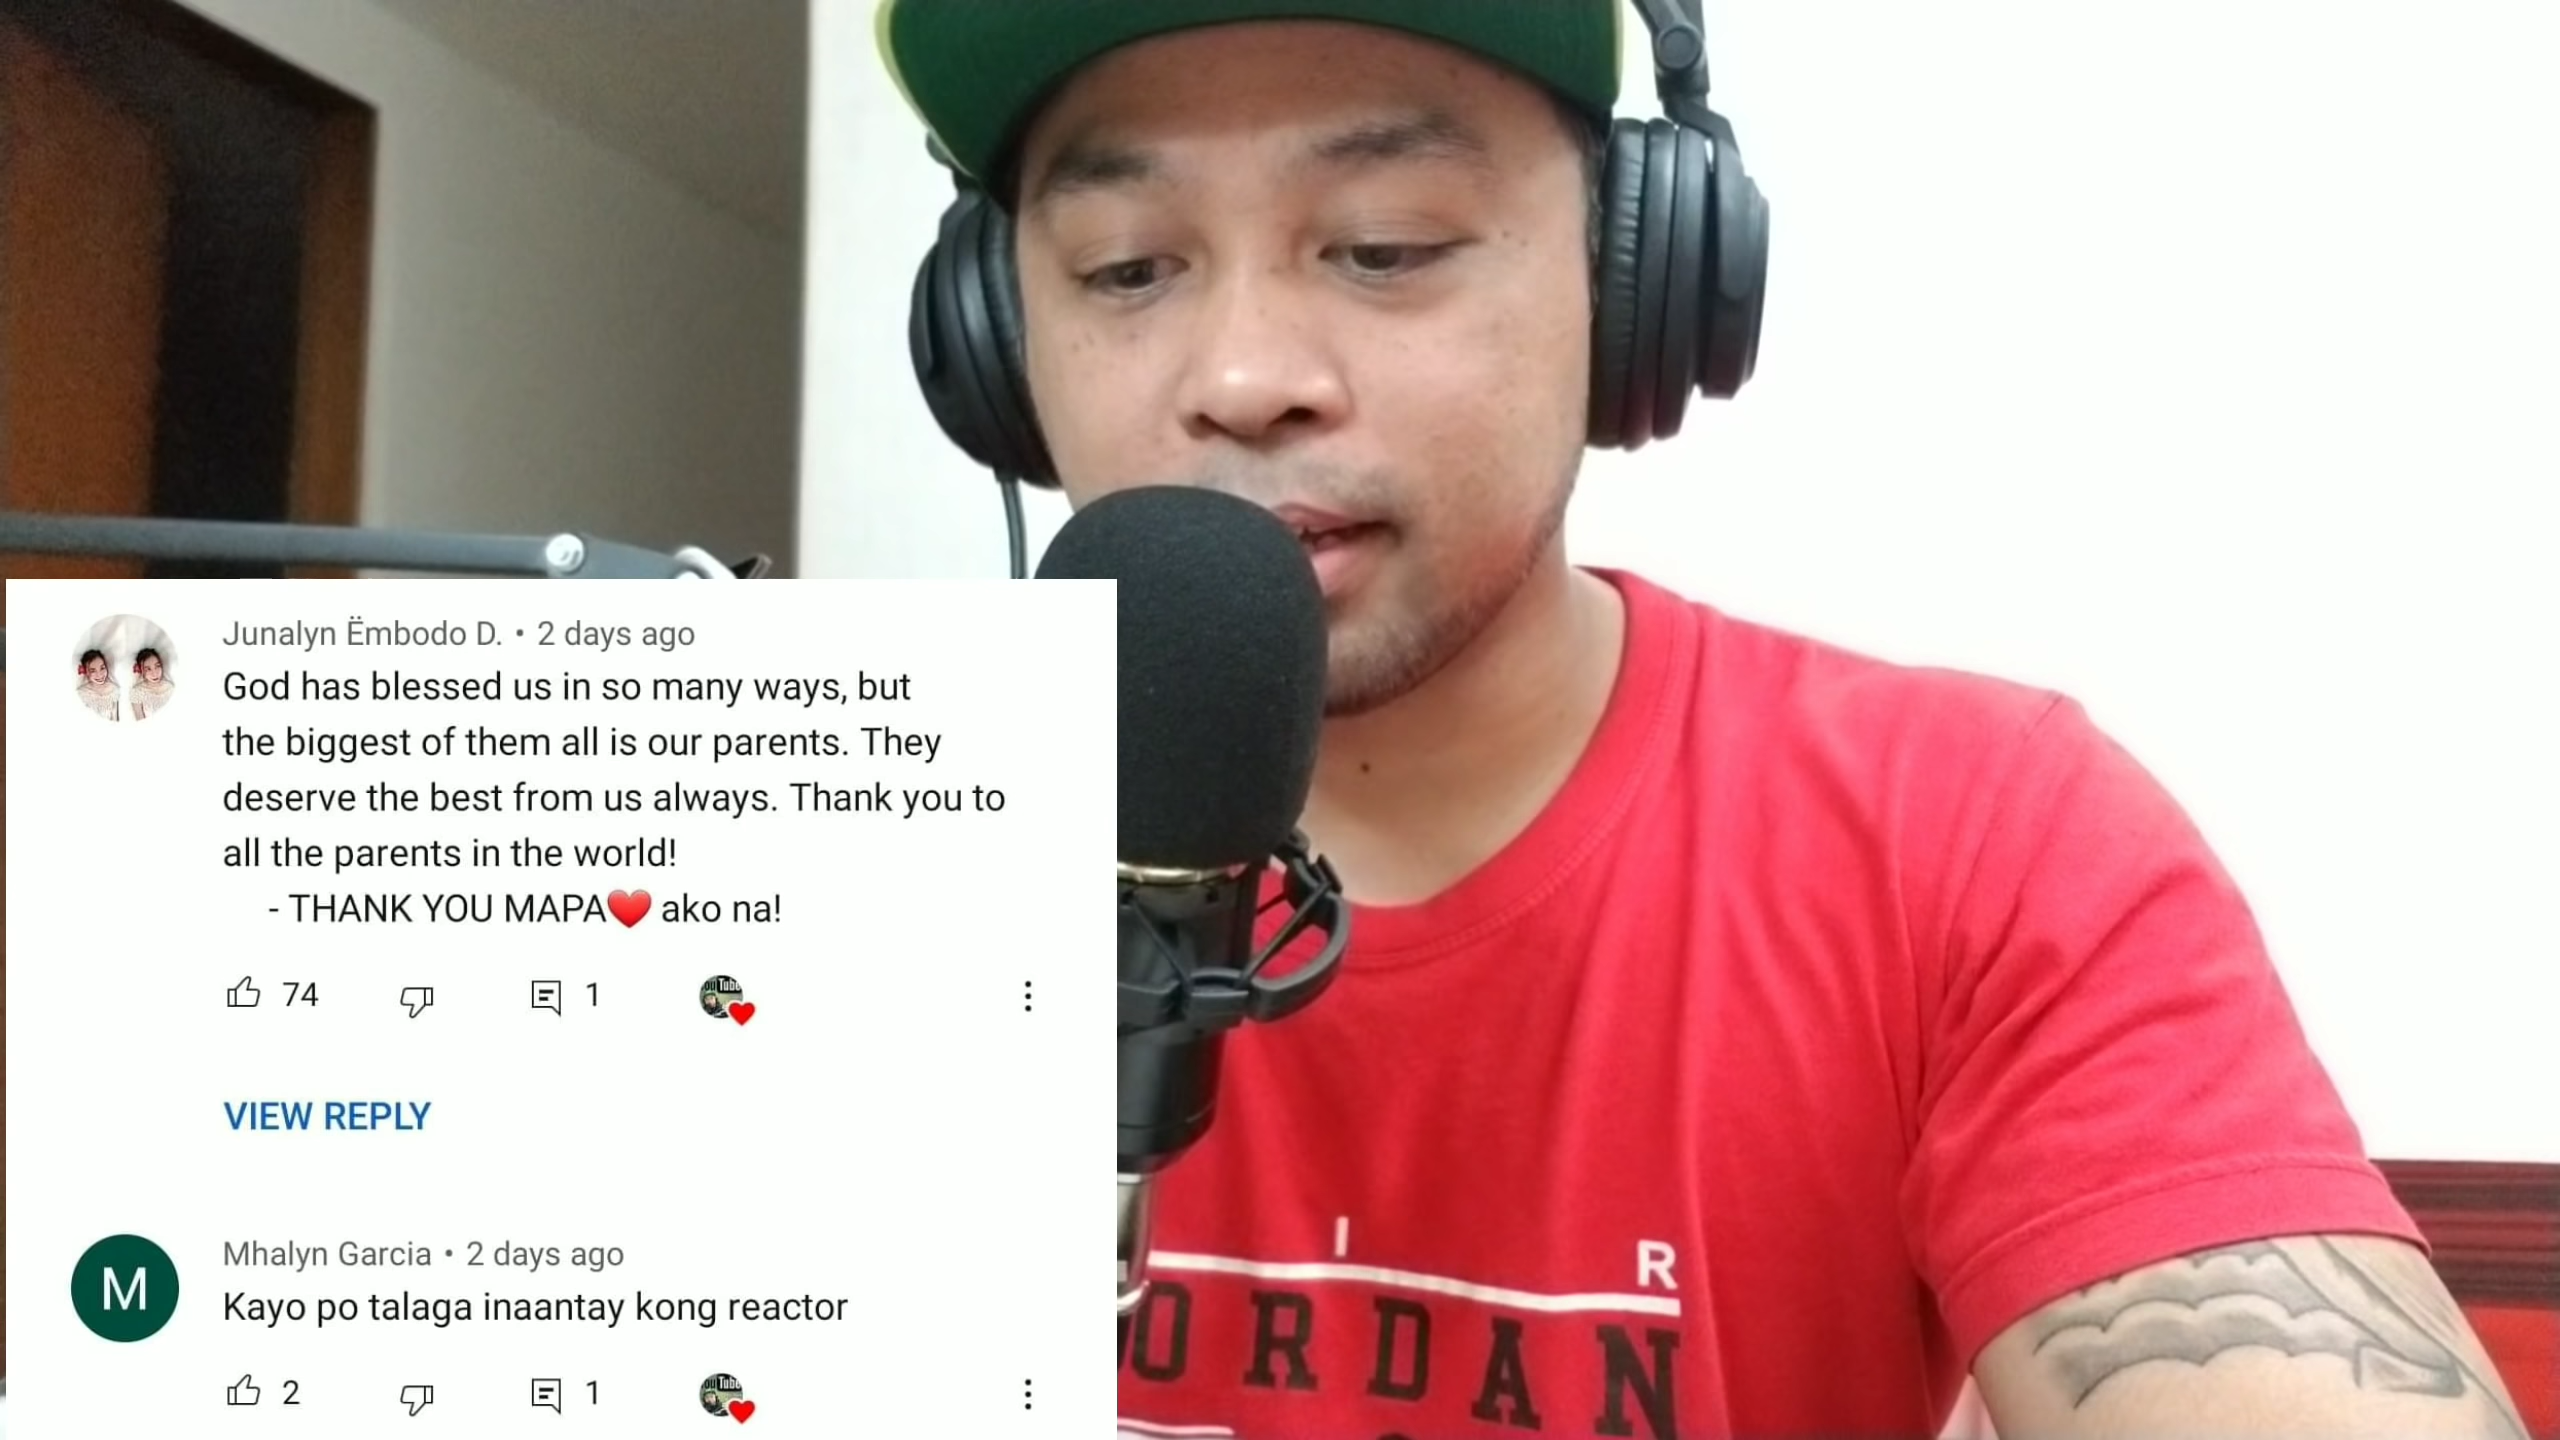 Junalyn Ëmbodo D. • 2 days ago
God has blessed us in so many ways, but
the biggest of them all is our parents. They
deserve the best from us always. Thank you to
all the parents in the world!
- THANK YOU MAPA❤️ ako na!
74
1
VIEW REPLY
M
Mhalyn Garcia • 2 days ago
Kayo po talaga inaantay kong reactor
2
1
I R
ORDAN